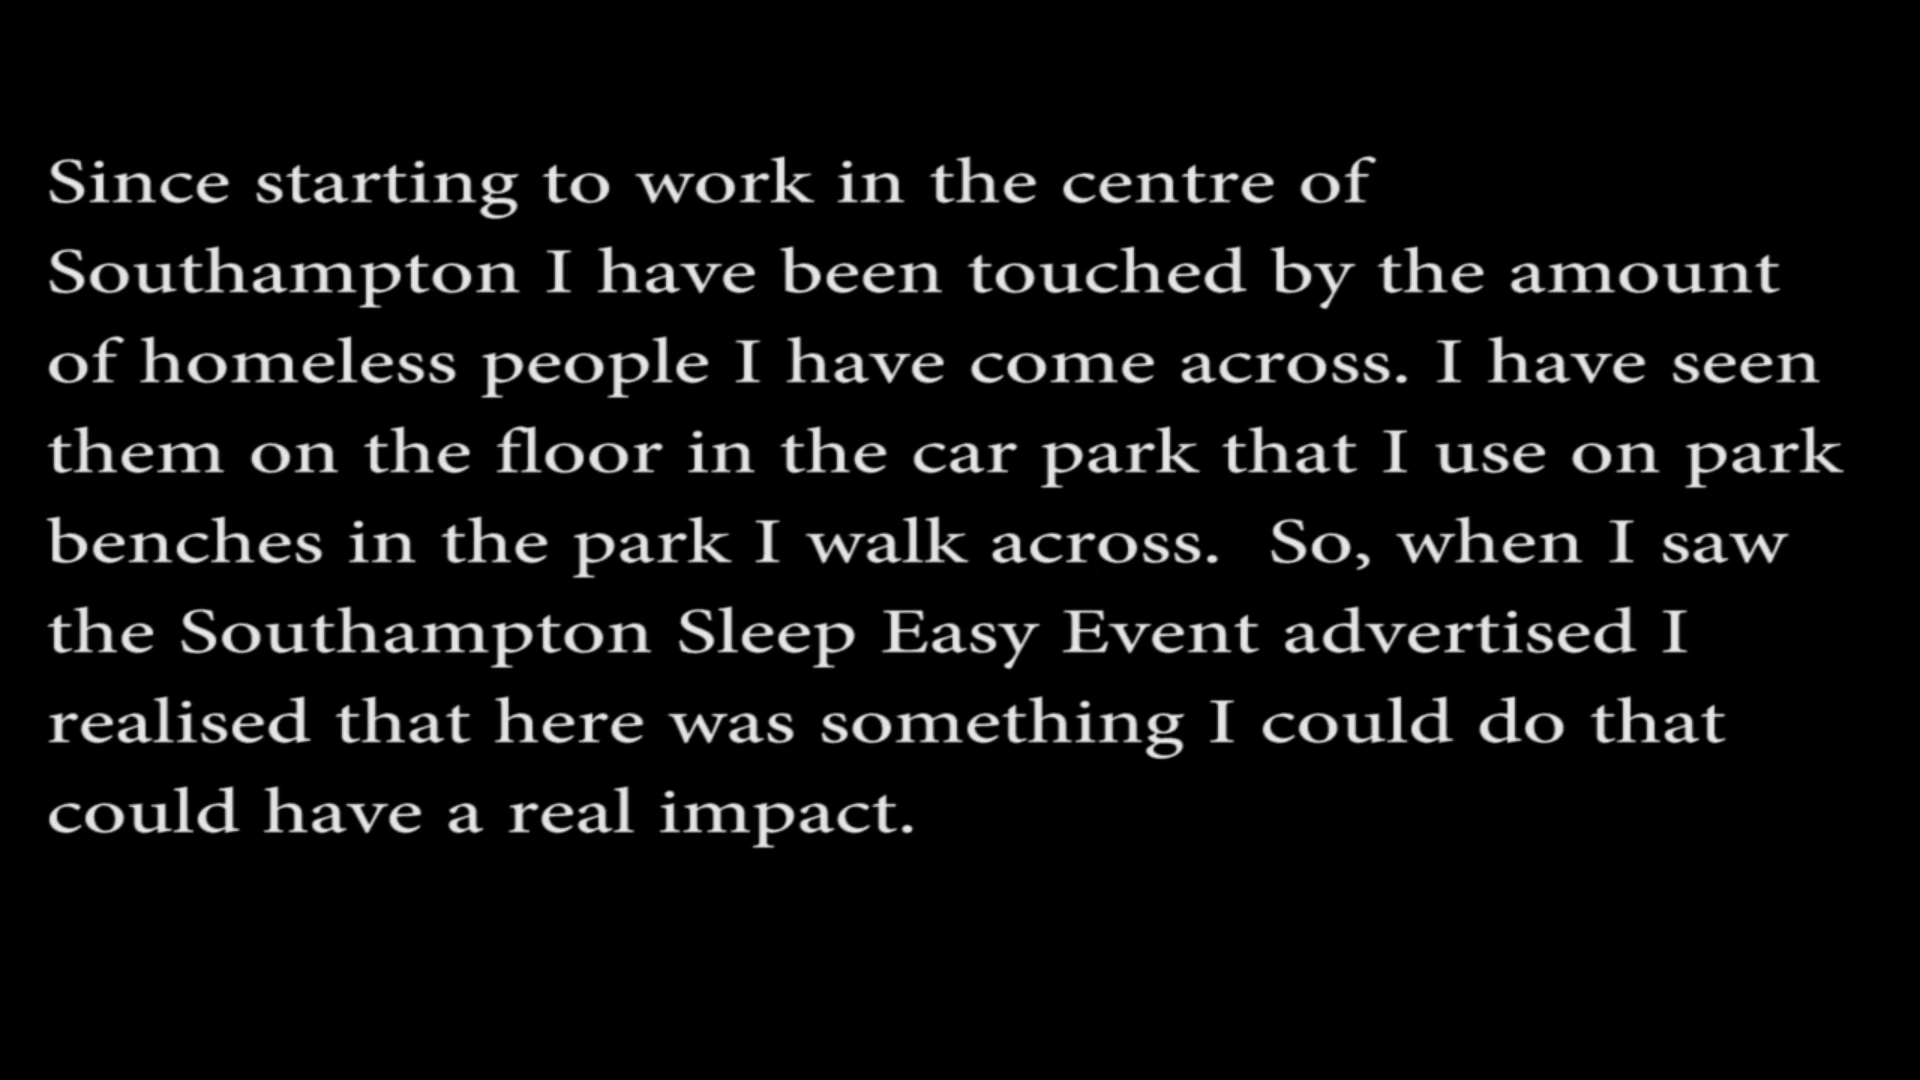 Since starting to work in the centre of
Southampton I have been touched by the amount
of homeless people I have come across. I have seen
them on the floor in the car park that I use on park
benches in the park I walk across.  So, when I saw
the Southampton Sleep Easy Event advertised I
realised that here was something I could do that
could have a real impact.